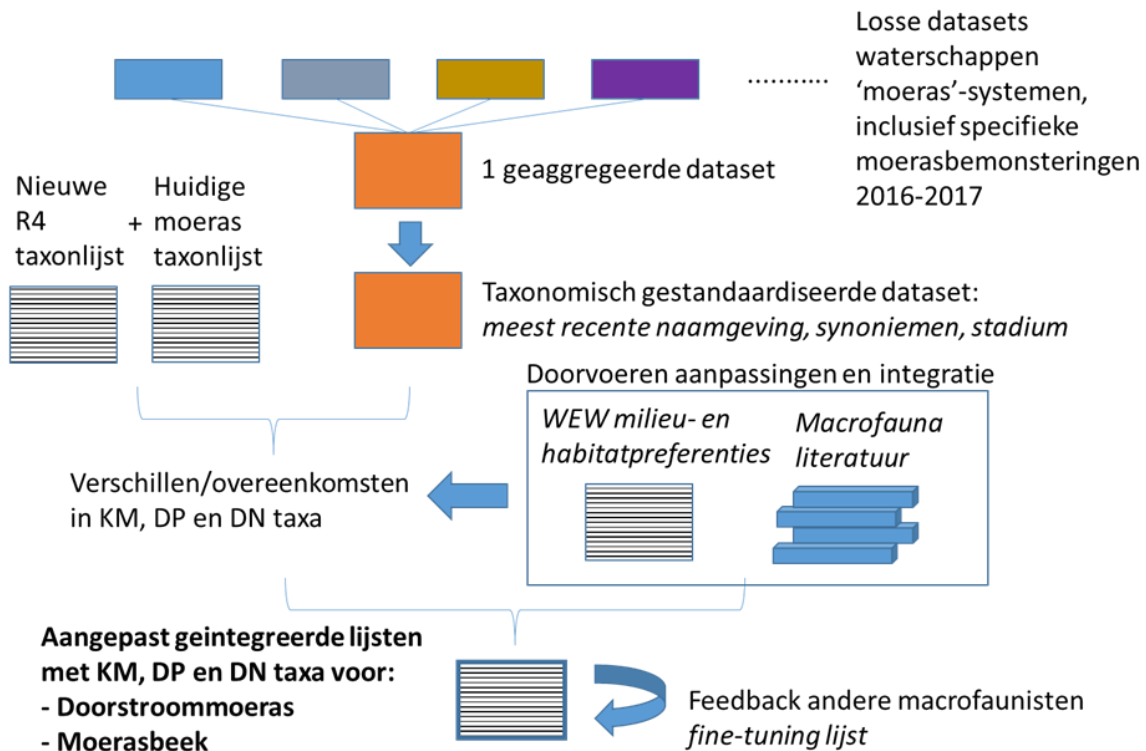 Losse datasets
waterschappen
‘moeras’-systemen,
inclusief specifieke
moerasbemonsteringen
2016-2017
...........
1 geaggregeerde dataset
Nieuwe
R4
taxonlijst
+
Huidige
moeras
taxonlijst
Taxonomisch gestandaardiseerde dataset:
meest recente naamgeving, synoniemen, stadium
Doorvoeren aanpassingen en integratie
WEW milieu- en
habitatpreferenties
Macrofauna
literatuur
Verschillen/overeenkomsten
in KM, DP en DN taxa
Aangepast geintegreerde lijsten
met KM, DP en DN taxa voor:
- Doorstroommoeras
- Moerasbeek
Feedback andere macrofaunisten
fine-tuning lijst